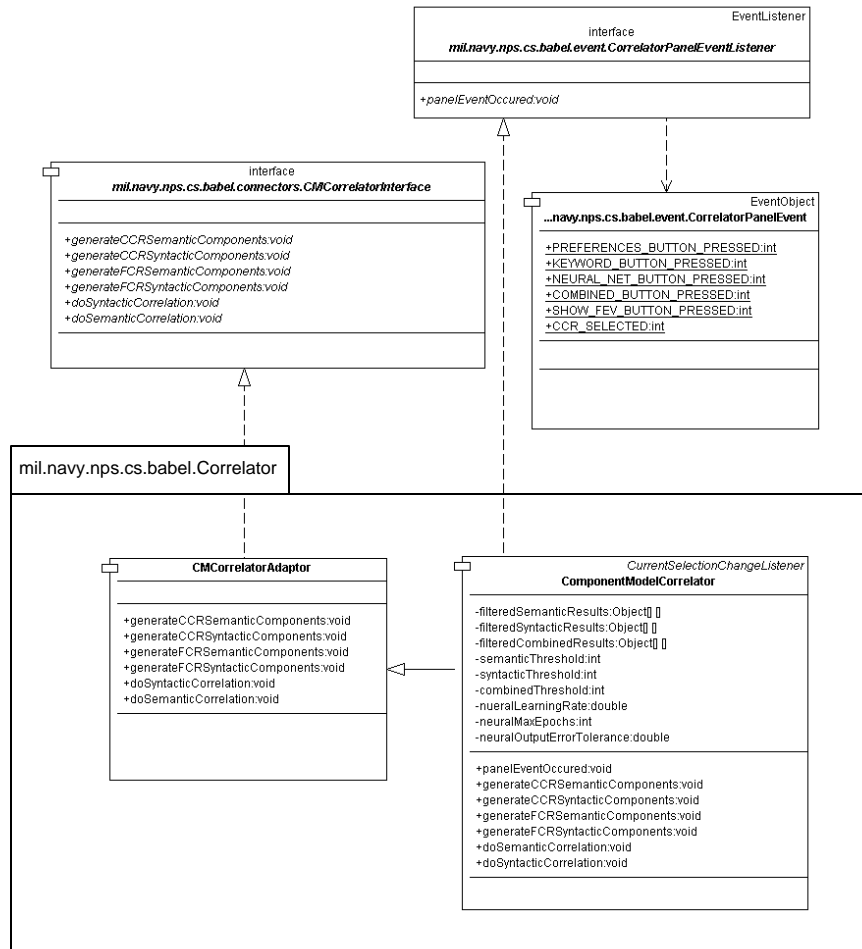 EventListener
interface
mil.navy.nps.cs.babel.event.CorrelatorPanelEventListener
+panelEventOccured:void
interface
mil.navy.nps.cs.babel.connectors.CMCorrelatorInterface
+generateCCRSemanticComponents:void
+generateCCRSyntacticComponents:void
+generateFCRSemanticComponents:void
+generateFCRSyntacticComponents:void
+doSyntacticCorrelation:void
+doSemanticCorrelation:void
EventObject
...navy.nps.cs.babel.event.CorrelatorPanelEvent
+PREFERENCES_BUTTON_PRESSED:int
+KEYWORD_BUTTON_PRESSED:int
+NEURAL_NET_BUTTON_PRESSED:int
+COMBINED_BUTTON_PRESSED:int
+SHOW_FEV_BUTTON_PRESSED:int
+CCR_SELECTED:int
mil.navy.nps.cs.babel.Correlator
CMCorrelatorAdaptor
+generateCCRSemanticComponents:void
+generateCCRSyntacticComponents:void
+generateFCRSemanticComponents:void
+generateFCRSyntacticComponents:void
+doSyntacticCorrelation:void
+doSemanticCorrelation:void
CurrentSelectionChangeListener
ComponentModelCorrelator
-filteredSemanticResults:Object[] []
-filteredSyntacticResults:Object[] []
-filteredCombinedResults:Object[] []
-semanticThreshold:int
-syntacticThreshold:int
-combinedThreshold:int
-nueralLearningRate:double
-neuralMaxEpochs:int
-neuralOutputErrorTolerance:double
+panelEventOccured:void
+generateCCRSemanticComponents:void
+generateCCRSyntacticComponents:void
+generateFCRSemanticComponents:void
+generateFCRSyntacticComponents:void
+doSemanticCorrelation:void
+doSyntacticCorrelation:void